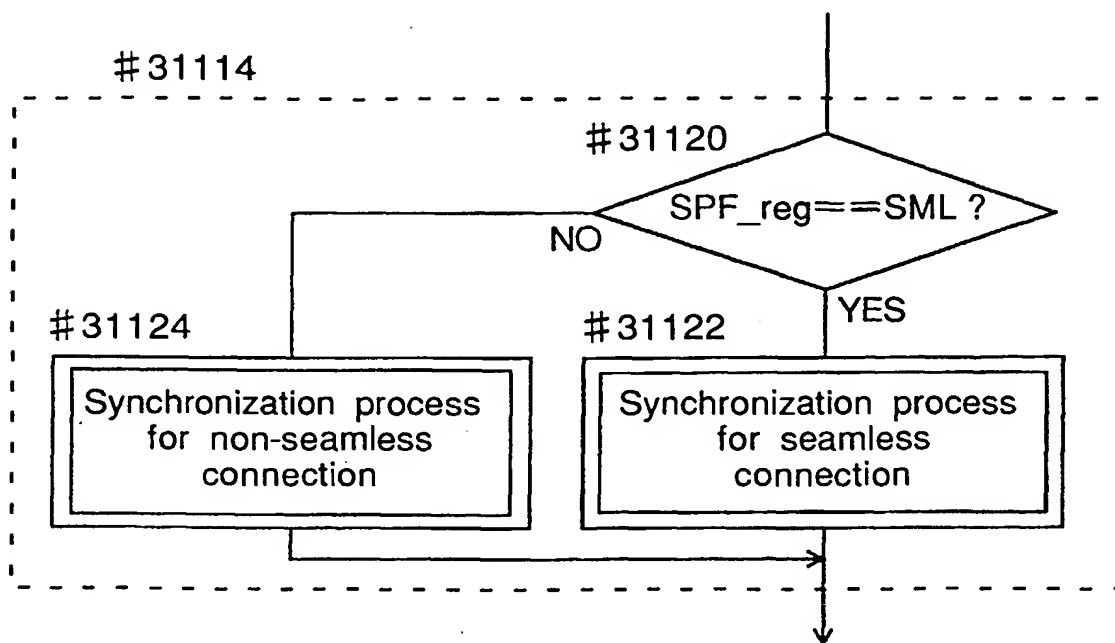 #31114
#31120
SPF_reg==SML ?
NO
YES
#31124
#31122
Synchronization process
for non-seamless
connection
Synchronization process
for seamless
connection